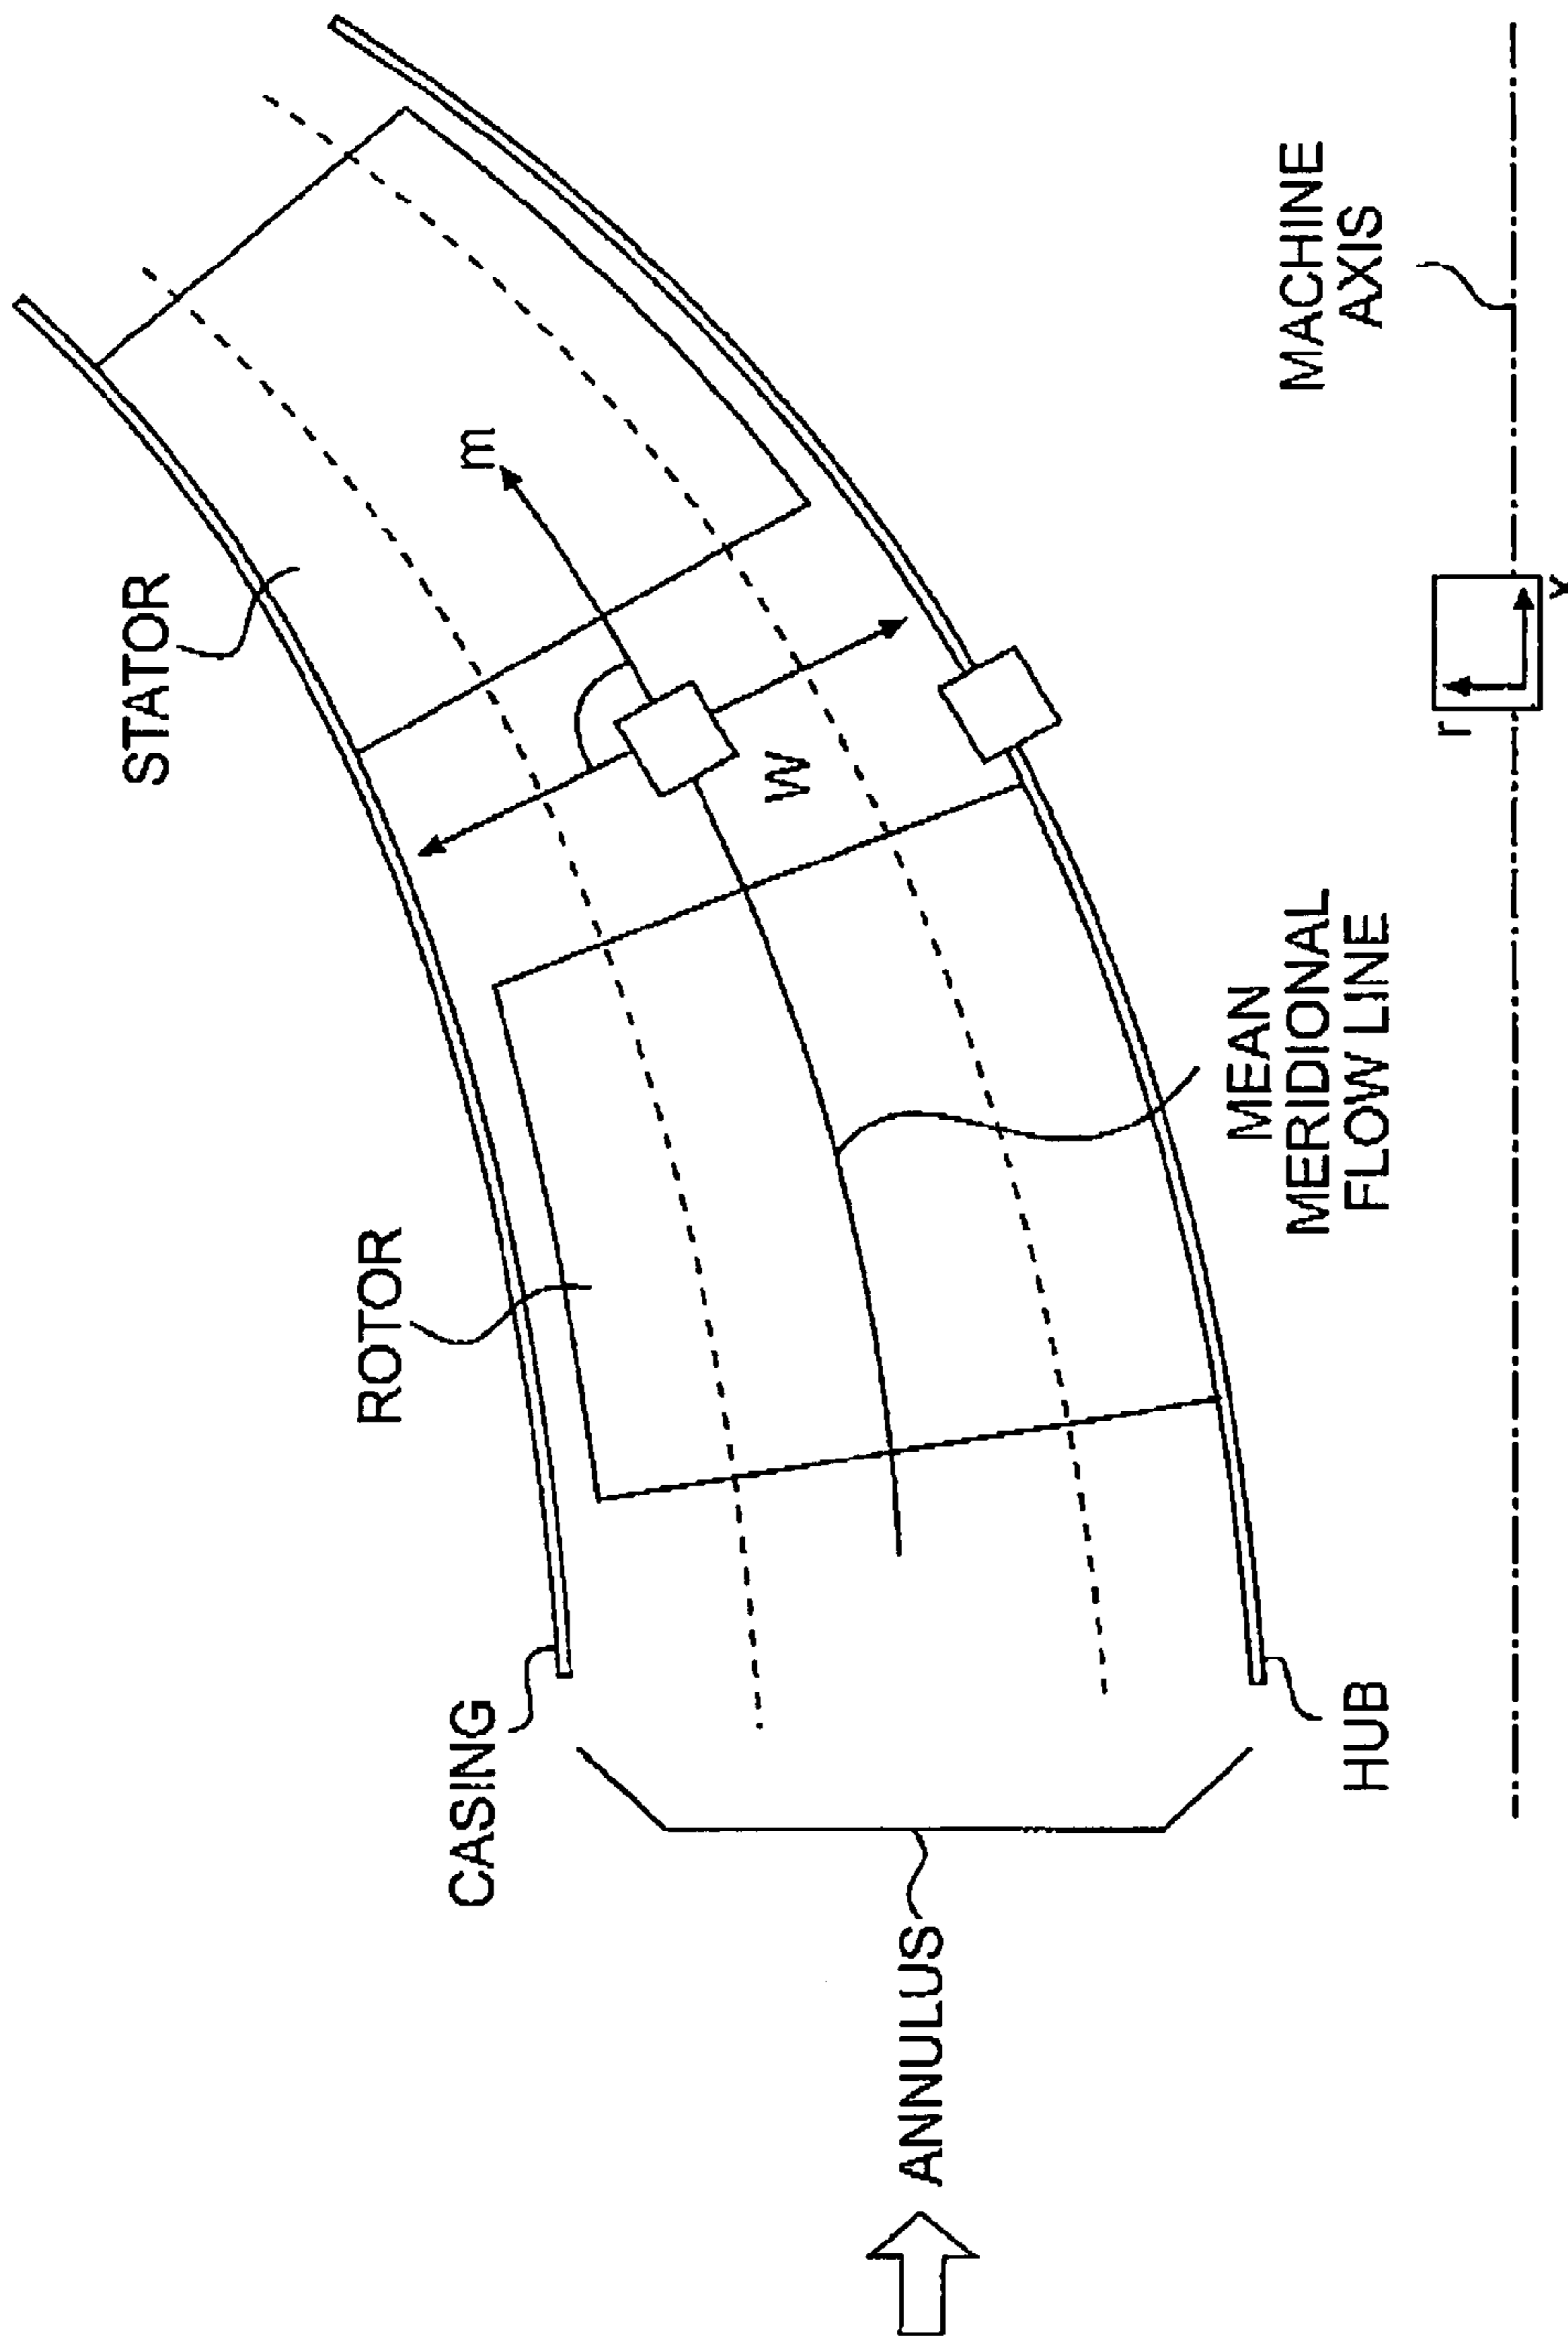 STATOR
m
ROTOR
CASING
W
ANNULUS
MEAN
MERIDIONAL
FLOW LINE
HUB
MACHINE
AXIS
r
x